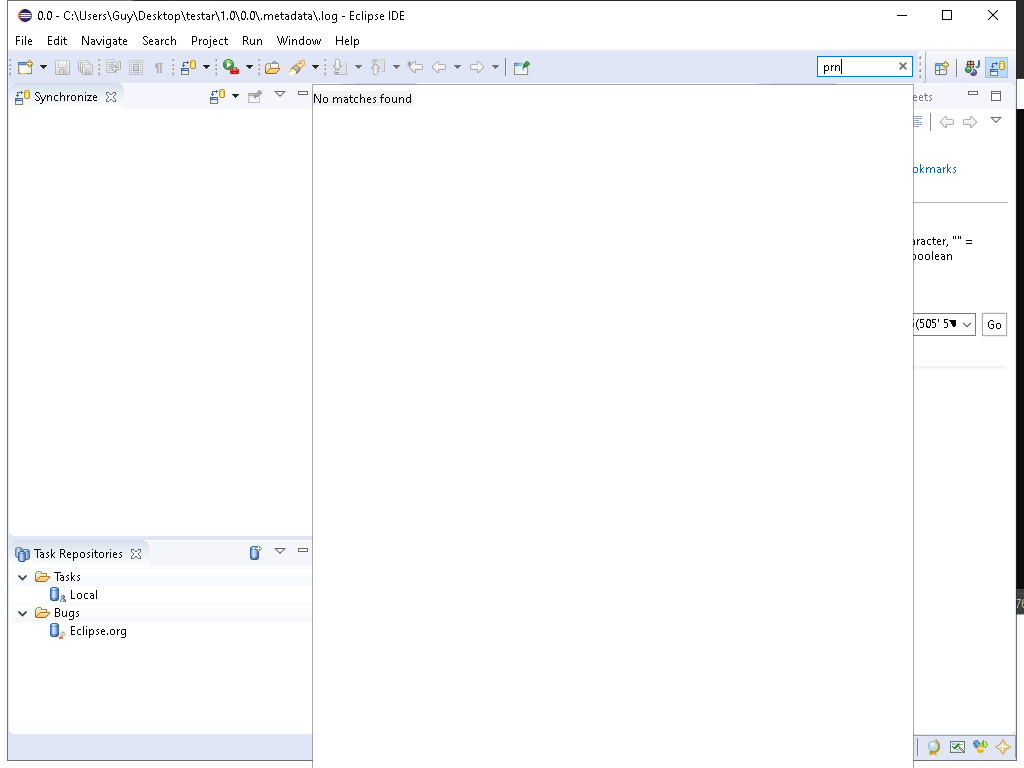 0.0 - C:\Users\Guy\Desktop\testar\1.0\0.0\.metadata\.log - Eclipse IDE
File Edit Navigate Search Project Run Window Help
prn
Synchronize
No matches found
eets
okmarks
aracter, "" =
boolean
(505' 5
Go
Task Repositories
Tasks
Local
Bugs
Eclipse.org
76